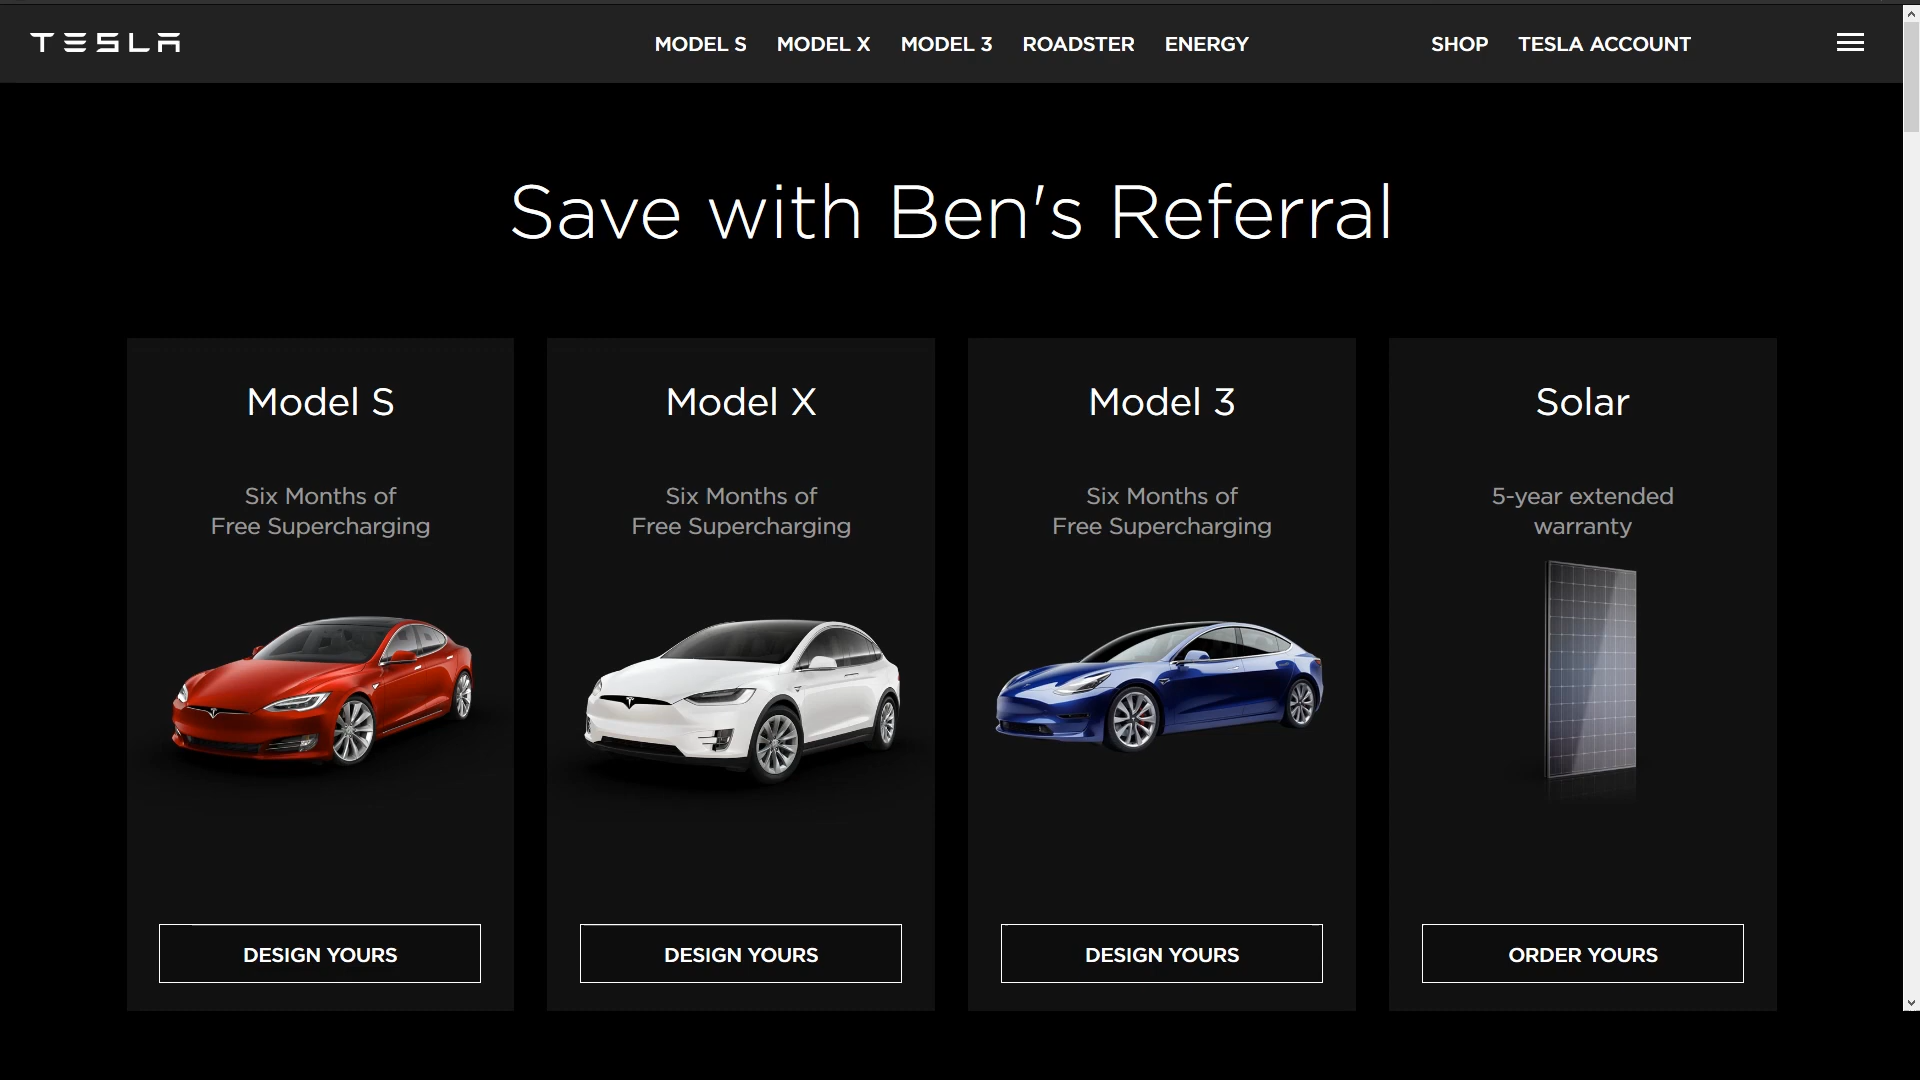 TESLA
MODEL S MODEL X MODEL 3 ROADSTER ENERGY SHOP TESLA ACCOUNT
Save with Ben's Referral
Model S
Six Months of
Free Supercharging
DESIGN YOURS
Model X
Six Months of
Free Supercharging
DESIGN YOURS
Model 3
Six Months of
Free Supercharging
DESIGN YOURS
Solar
5-year extended
warranty
ORDER YOURS